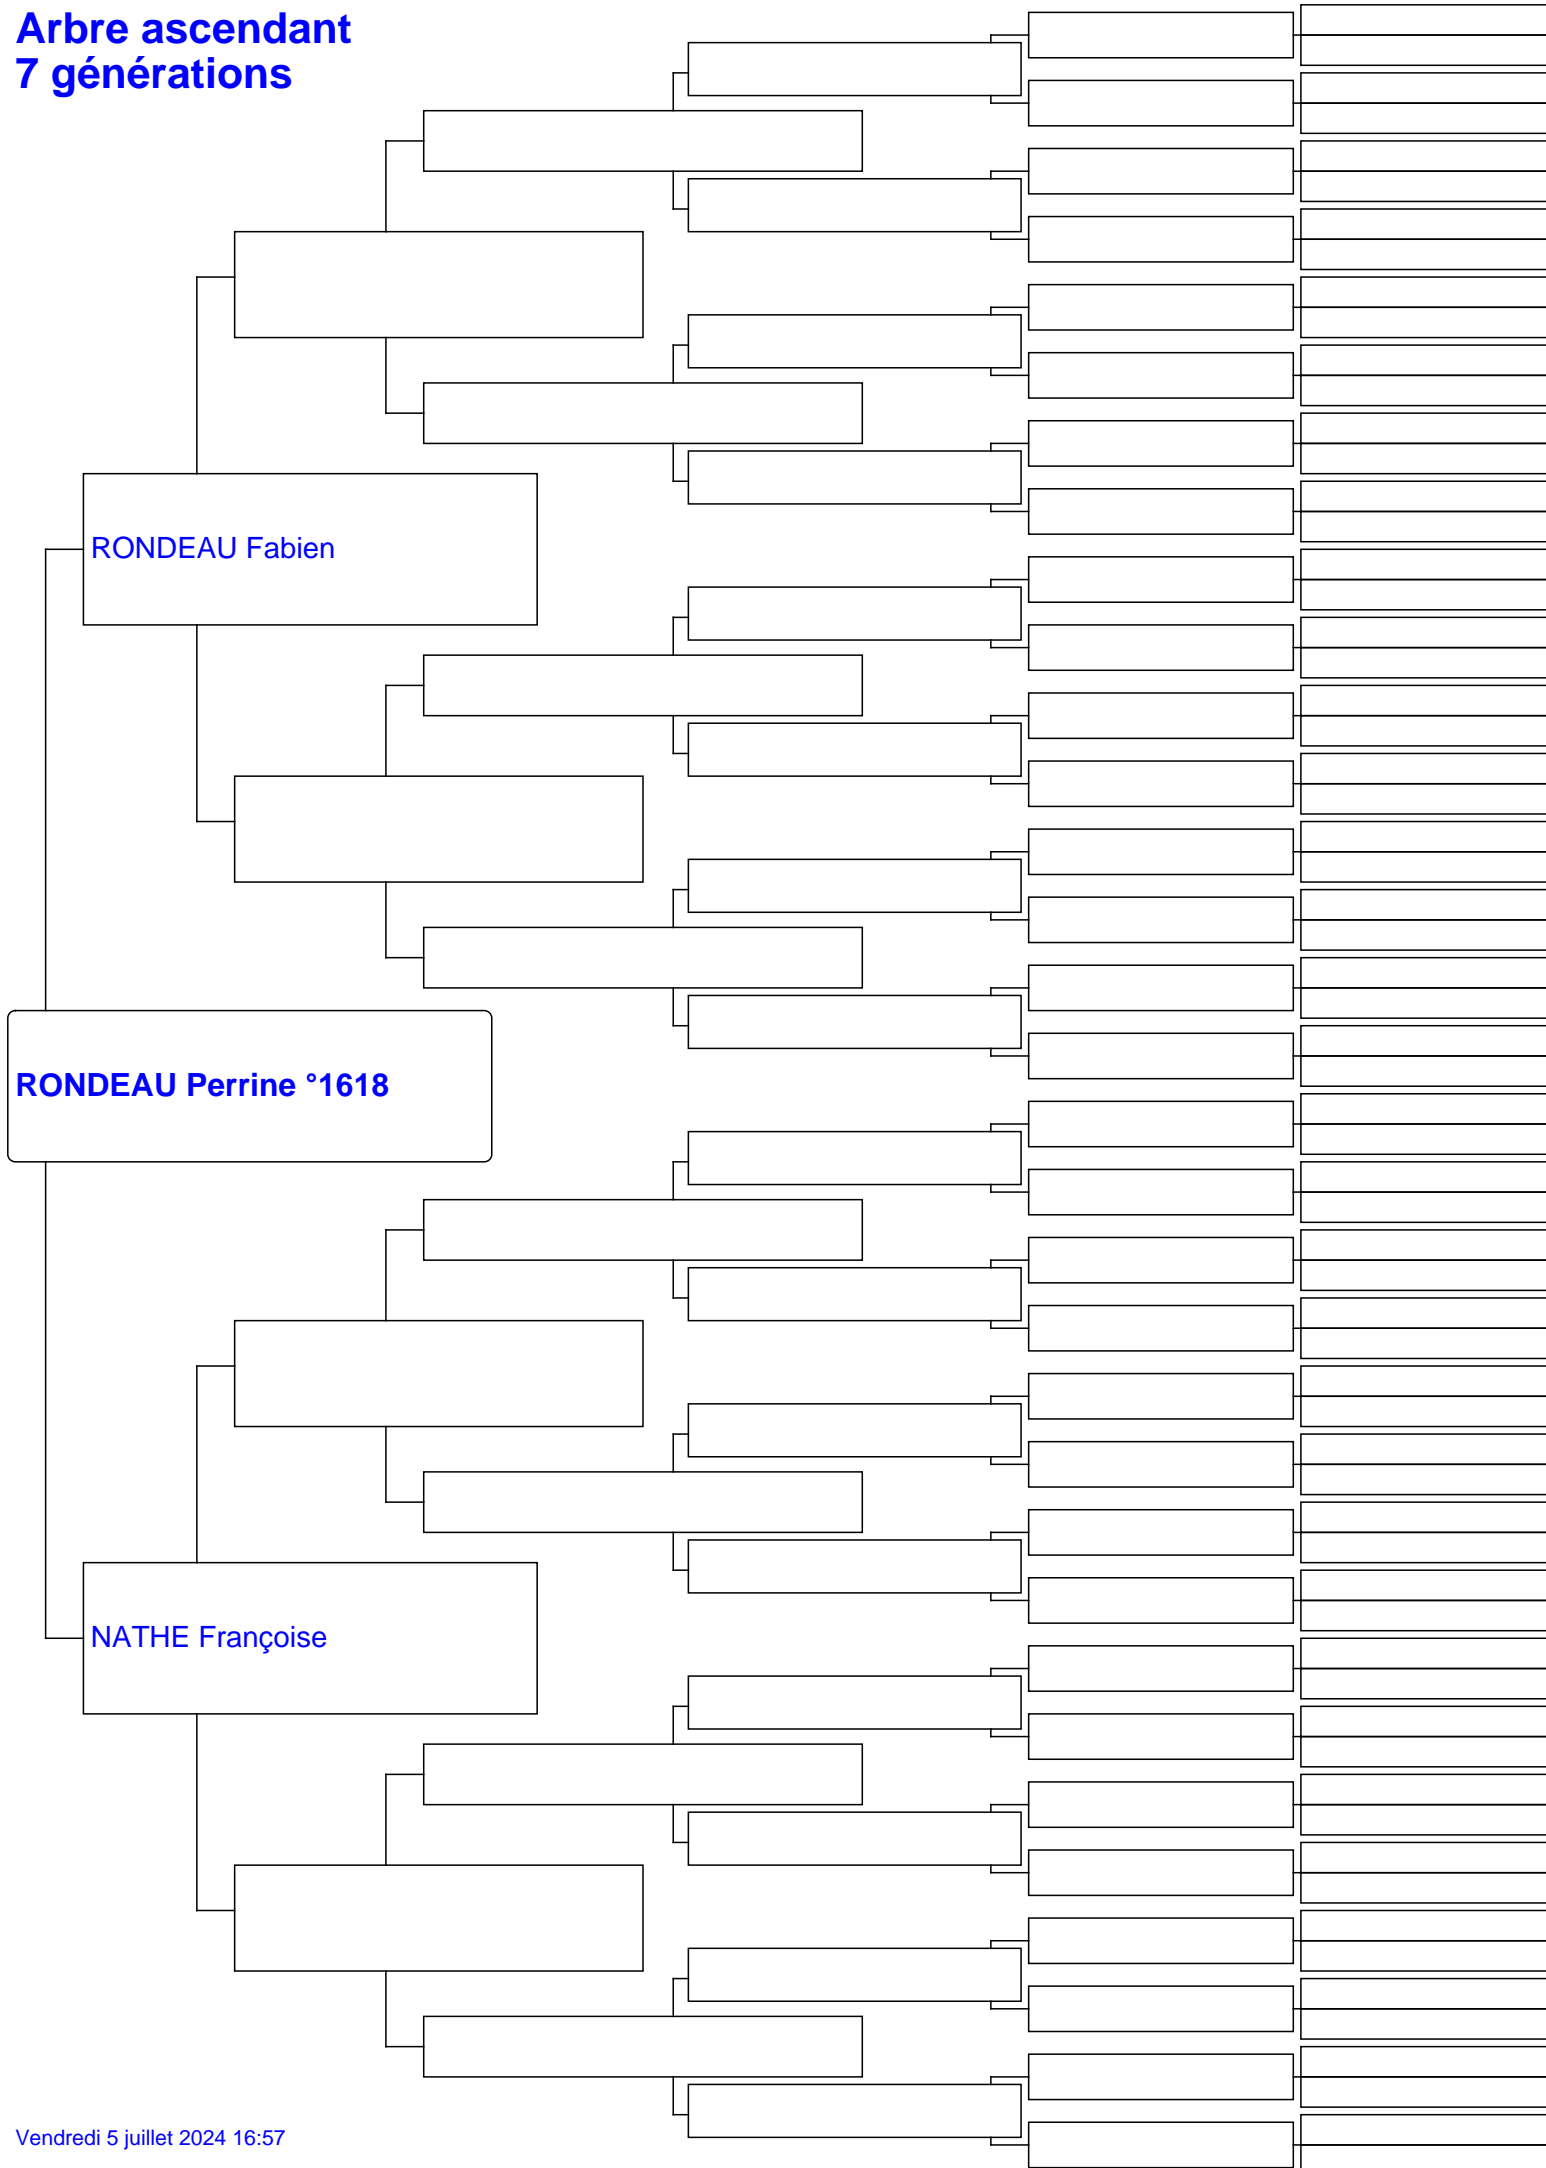 Arbre ascendant
7 générations
RONDEAU Fabien
RONDEAU Perrine °1618
NATHE Françoise
Vendredi 5 juillet 2024 16:57